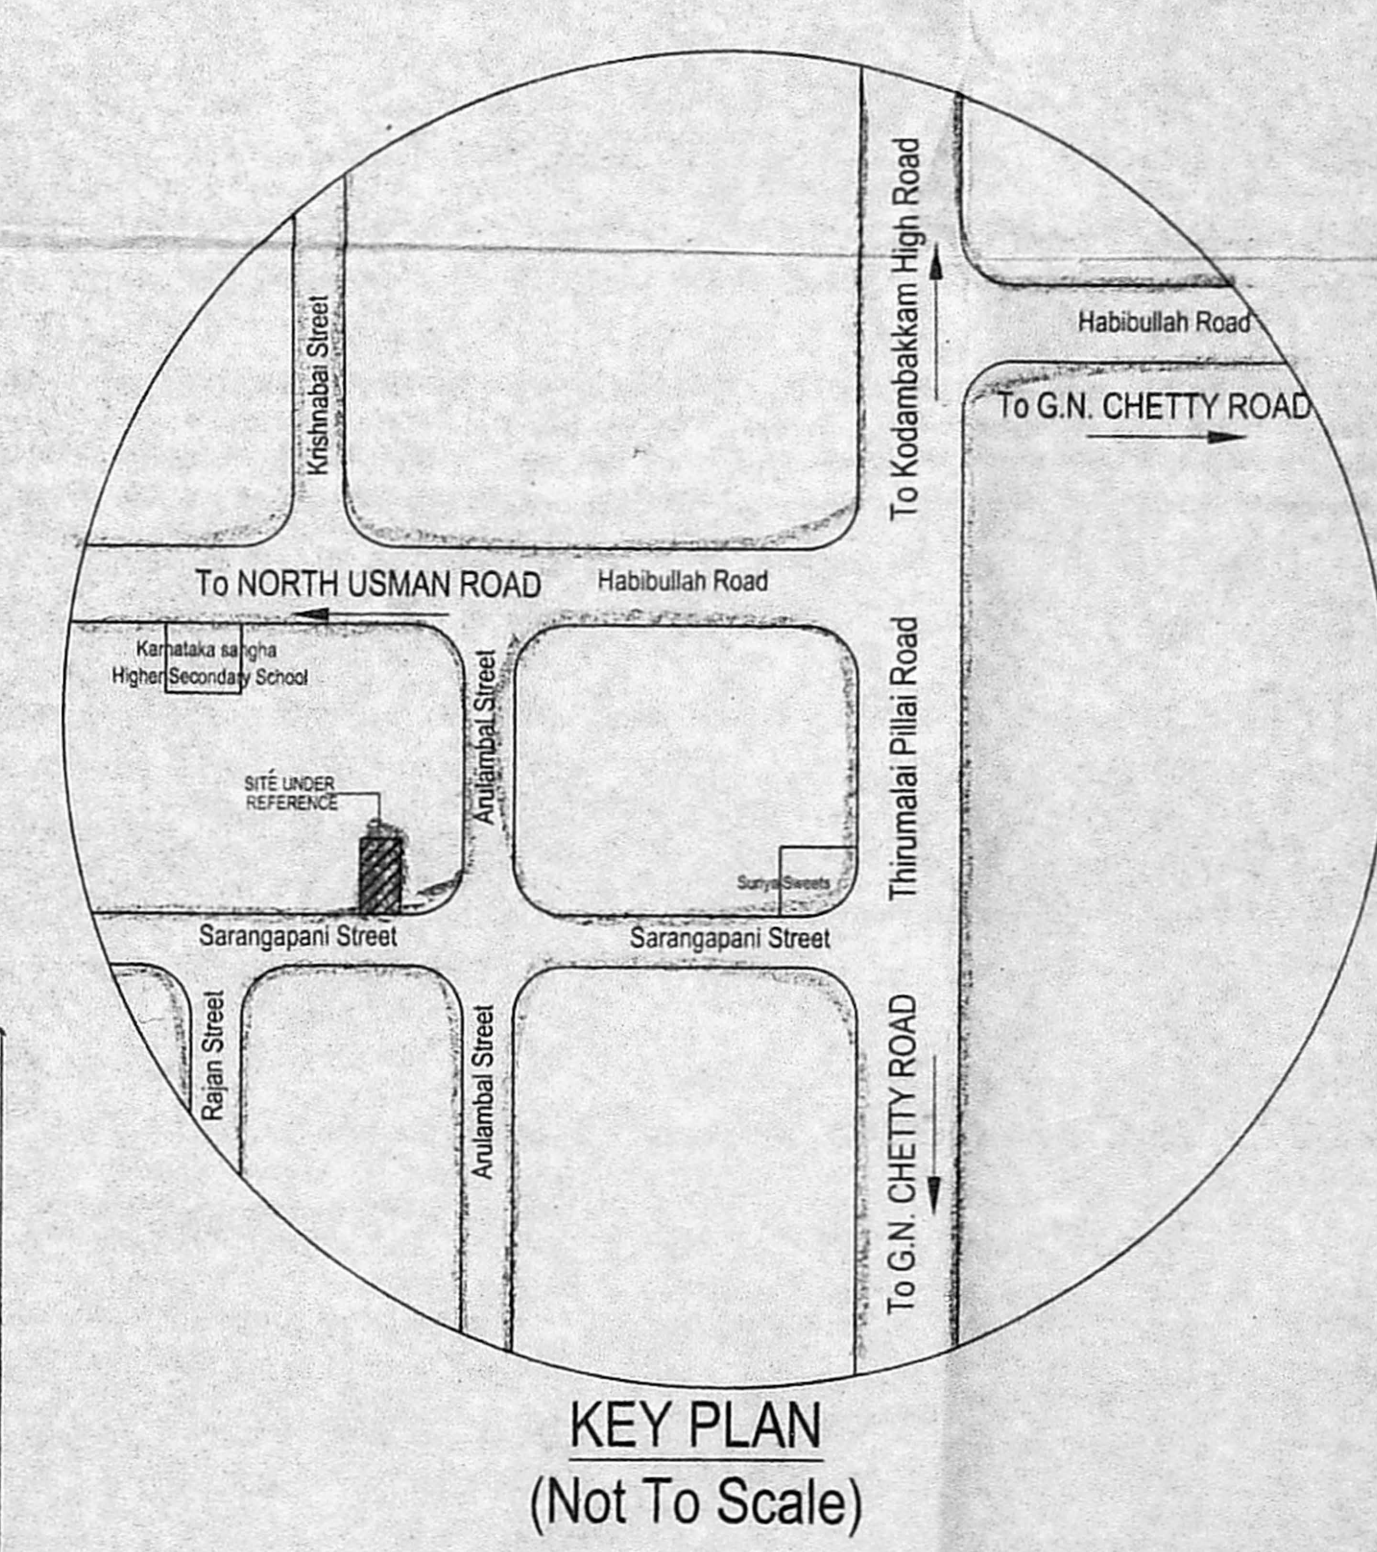 To Kodambakkam High Road
Habibullah Road
To G.N. CHETTY ROAD
Krishnabai Street
To NORTH USMAN ROAD
Habibullah Road
Karnataka sangha
Higher Secondary School
Arulambal Street
Thirumalai Pillai Road
SITE UNDER
REFERENCE
Suriya Sweets
Sarangapani Street
Sarangapani Street
Rajan Street
Arulambal Street
To G.N. CHETTY ROAD
KEY PLAN
(Not To Scale)